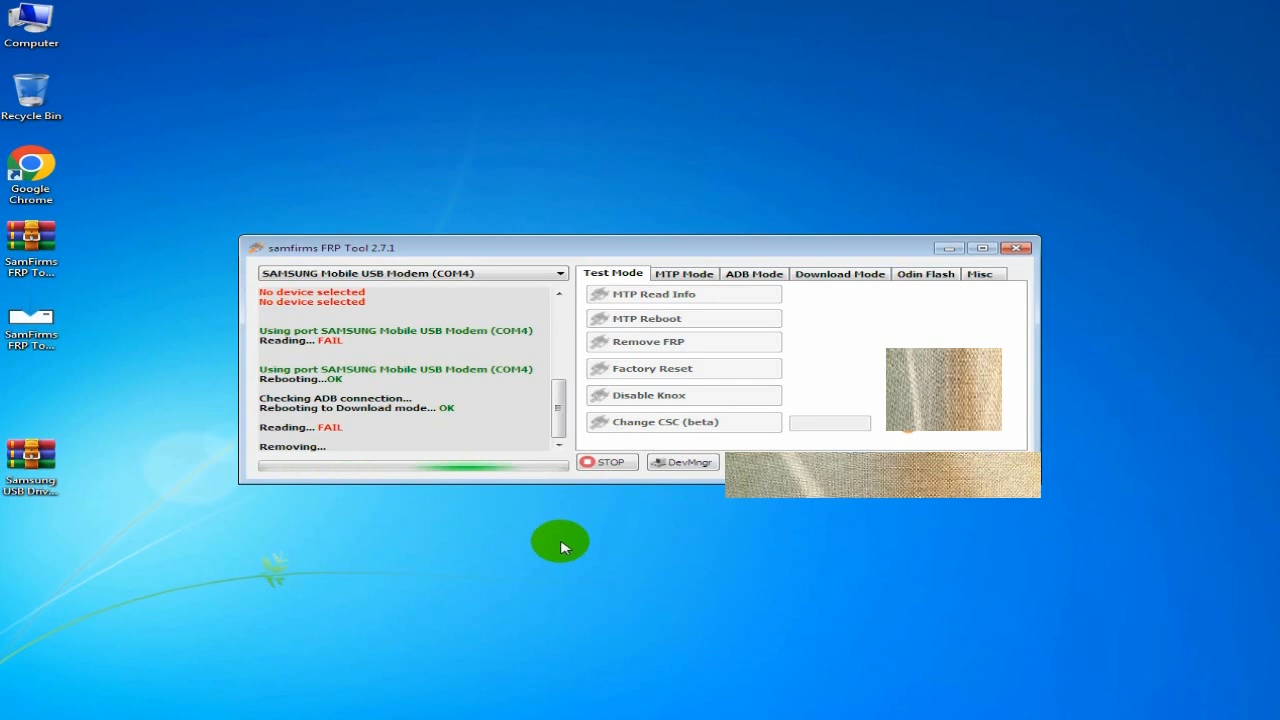 Computer
Recycle Bin
Google
Chrome
SamFirms
FRP To...
SamFirms
FRP To...
Samsung
USB Driv...
samfirms FRP Tool 2.7.1
SAMSUNG Mobile USB Modem (COM4)
No device selected
No device selected
Using port SAMSUNG Mobile USB Modem (COM4)
Reading... FAIL
Using port SAMSUNG Mobile USB Modem (COM4)
Rebooting...OK
Checking ADB connection...
Rebooting to Download mode... OK
Reading... FAIL
Removing...
Test Mode
MTP Mode
ADB Mode
Download Mode
Odin Flash
Misc
MTP Read Info
MTP Reboot
Remove FRP
Factory Reset
Disable Knox
Change CSC (beta)
STOP
DevMngr